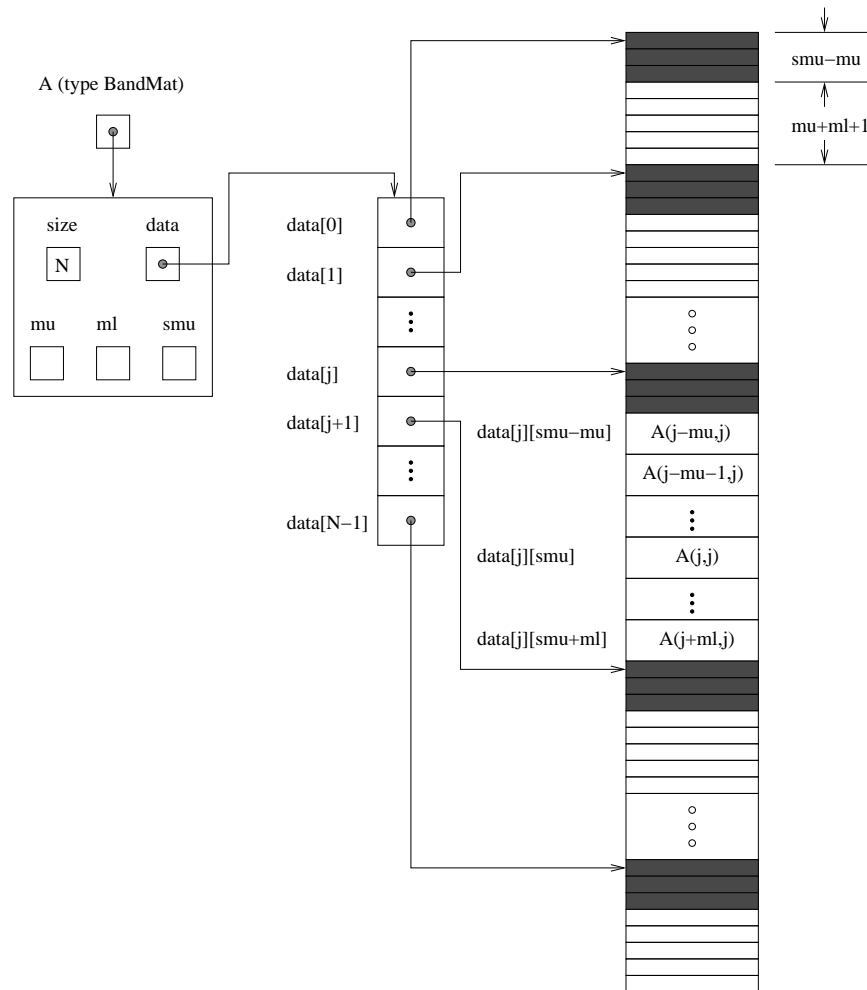 A (type BandMat)
size data
N
mu ml smu
data[0]
data[1]
data[j]
data[j+1]
data[N−1]
smu−mu
mu+ml+1
data[j][smu−mu] A(j−mu,j)
A(j−mu−1,j)
data[j][smu] A(j,j)
data[j][smu+ml] A(j+ml,j)